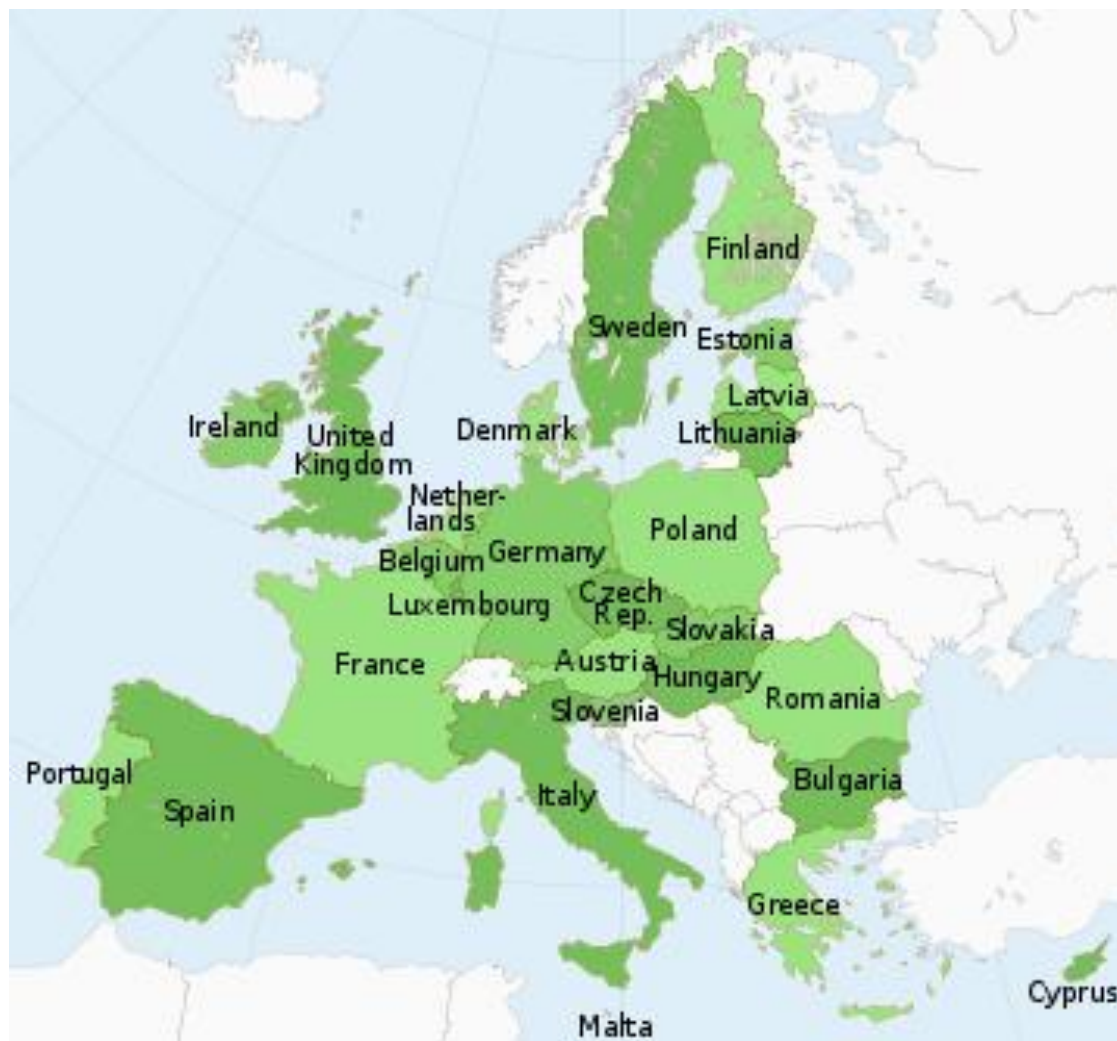 Finland
Sweden
Estonia
Latvia
Lithuania
Ireland
United
Kingdom
Denmark
Nether-
lands
Poland
Belgium
Germany
Luxembourg
Czech
Rep.
Slovakia
France
Austria
Hungary
Slovenia
Romania
Portugal
Spain
Italy
Bulgaria
Greece
Cyprus
Malta